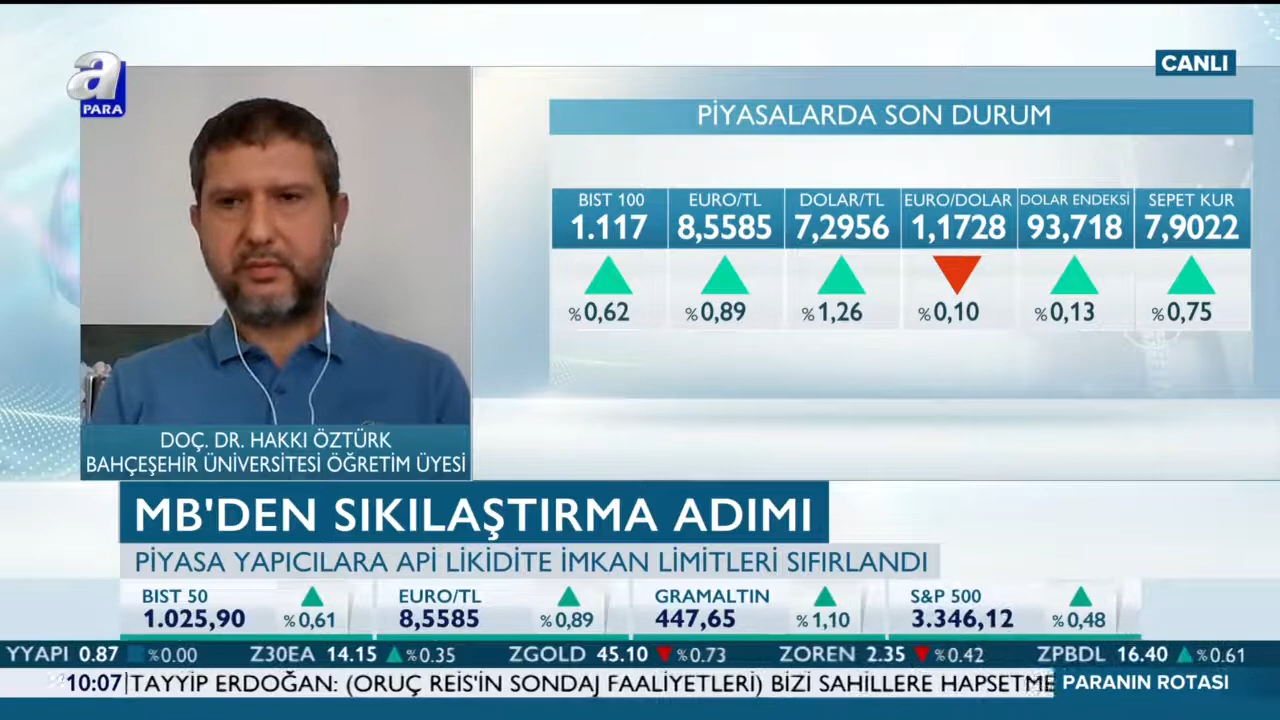 a
PARA
CANLI
PİYASALARDA SON DURUM
BIST 100 EURO/TL DOLAR/TL EURO/DOLAR DOLAR ENDEKSİ SEPET KUR
1.117 8,5585 7,2956 1,1728 93,718 7,9022
%0,62 %0,89 %1,26 %0,10 %0,13 %0,75
DOÇ. DR. HAKKI ÖZTÜRK
BAHÇEŞEHİR ÜNİVERSİTESİ ÖĞRETİM ÜYESİ
MB'DEN SIKILAŞTIRMA ADIMI
PİYASA YAPICILARA APİ LİKİDİTE İMKAN LİMİTLERİ SIFIRLANDI
BIST 50 EURO/TL GRAMALTIN S&P 500
1.025,90 %0,61 8,5585 %0,89 447,65 %1,10 3.346,12 %0,48
YYAPI 0.87 %0.00 Z30EA 14.15 %0.35 ZGOLD 45.10 %0.73 ZOREN 2.35 %0.42 ZPBDL 16.40 %0.61
10:07 TAYYİP ERDOĞAN: (ORUÇ REİS'İN SONDAJ FAALİYETLERİ) BİZİ SAHİLLERE HAPSETME PARANIN ROTASI